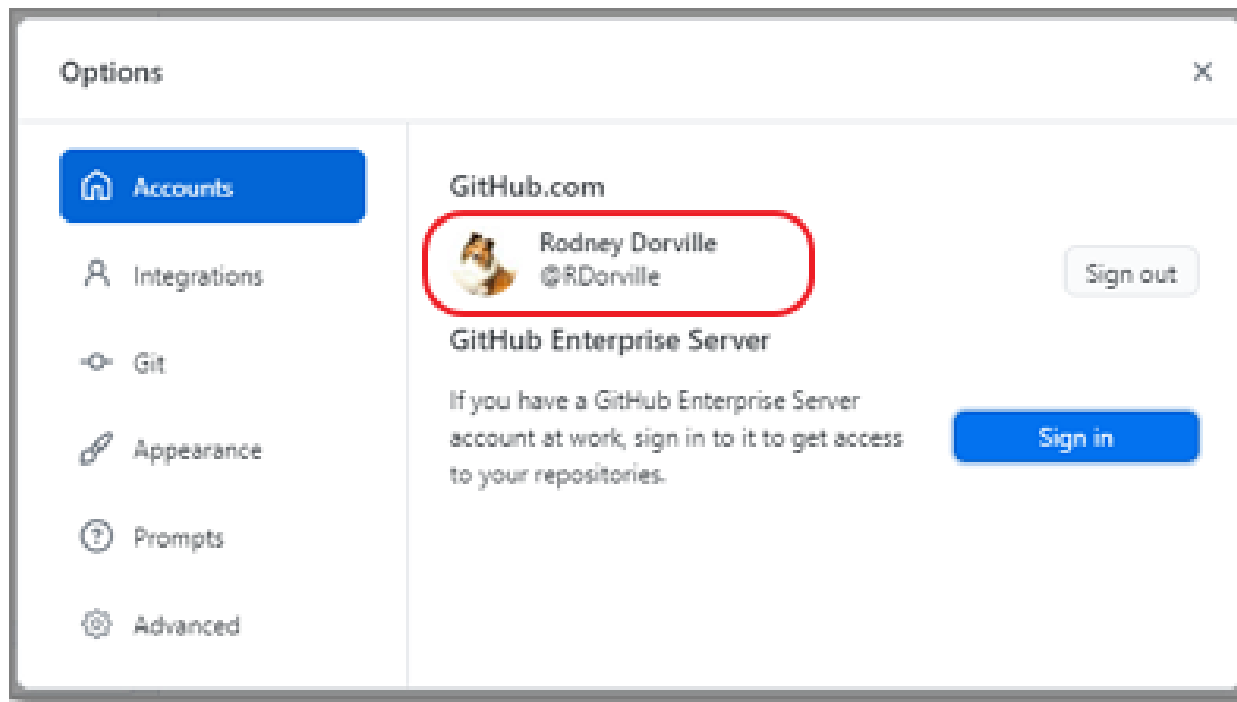 Options
Accounts
Integrations
Git
Appearance
Prompts
Advanced
GitHub.com
Rodney Dorville
@RDorville
Sign out
GitHub Enterprise Server
If you have a GitHub Enterprise Server
account at work, sign in to it to get access
to your repositories.
Sign in